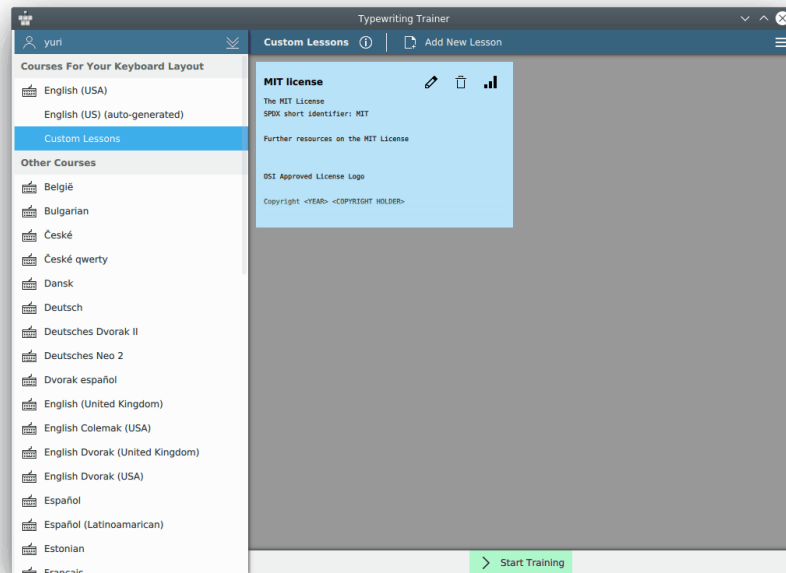 Typewriting Trainer
yuri
Custom Lessons
Add New Lesson
Courses For Your Keyboard Layout
English (USA)
English (US) (auto-generated)
Custom Lessons
Other Courses
België
Bulgarian
České
České qwerty
Dansk
Deutsch
Deutsches Dvorak II
Deutsches Neo 2
Dvorak español
English (United Kingdom)
English Colemak (USA)
English Dvorak (United Kingdom)
English Dvorak (USA)
Español
Español (Latinoamarican)
Estonian
Français
MIT license
The MIT License
SPDX short identifier: MIT
Further resources on the MIT License
OSI Approved License Logo
Copyright <YEAR> <COPYRIGHT HOLDER>
Start Training